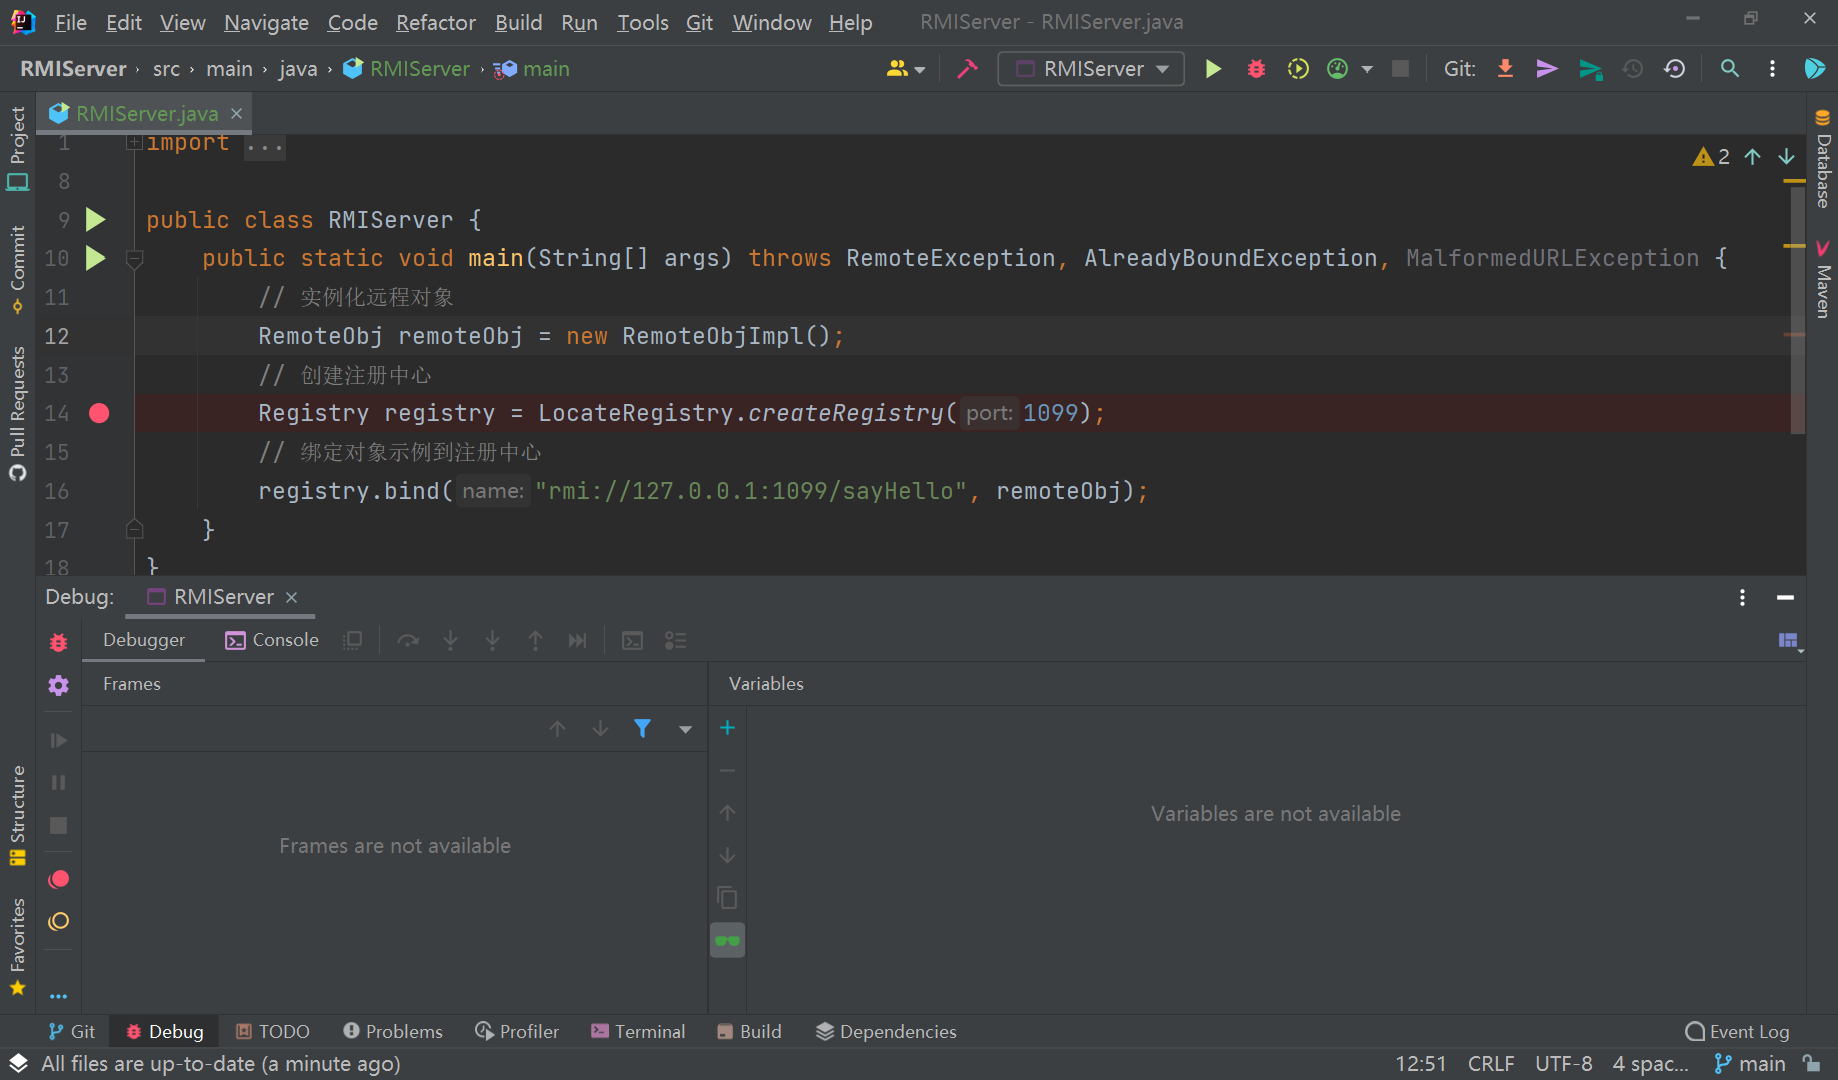 File Edit View Navigate Code Refactor Build Run Tools Git Window Help RMIServer - RMIServer.java
RMIServer › src › main › java › RMIServer › main RMIServer Git:
RMIServer.java
1 import ...
2
8
9 public class RMIServer {
10 public static void main(String[] args) throws RemoteException, AlreadyBoundException, MalformedURLException {
11 // 实例化远程对象
12 RemoteObj remoteObj = new RemoteObjImpl();
13 // 创建注册中心
14 Registry registry = LocateRegistry.createRegistry( port: 1099);
15 // 绑定对象示例到注册中心
16 registry.bind( name: "rmi://127.0.0.1:1099/sayHello", remoteObj);
17 }
18 }
Project
Commit
Pull Requests
Structure
Favorites
Database
Maven
Debug: RMIServer
Debugger Console
Frames Variables
Frames are not available
Variables are not available
Git Debug TODO Problems Profiler Terminal Build Dependencies Event Log
All files are up-to-date (a minute ago) 12:51 CRLF UTF-8 4 spac... main